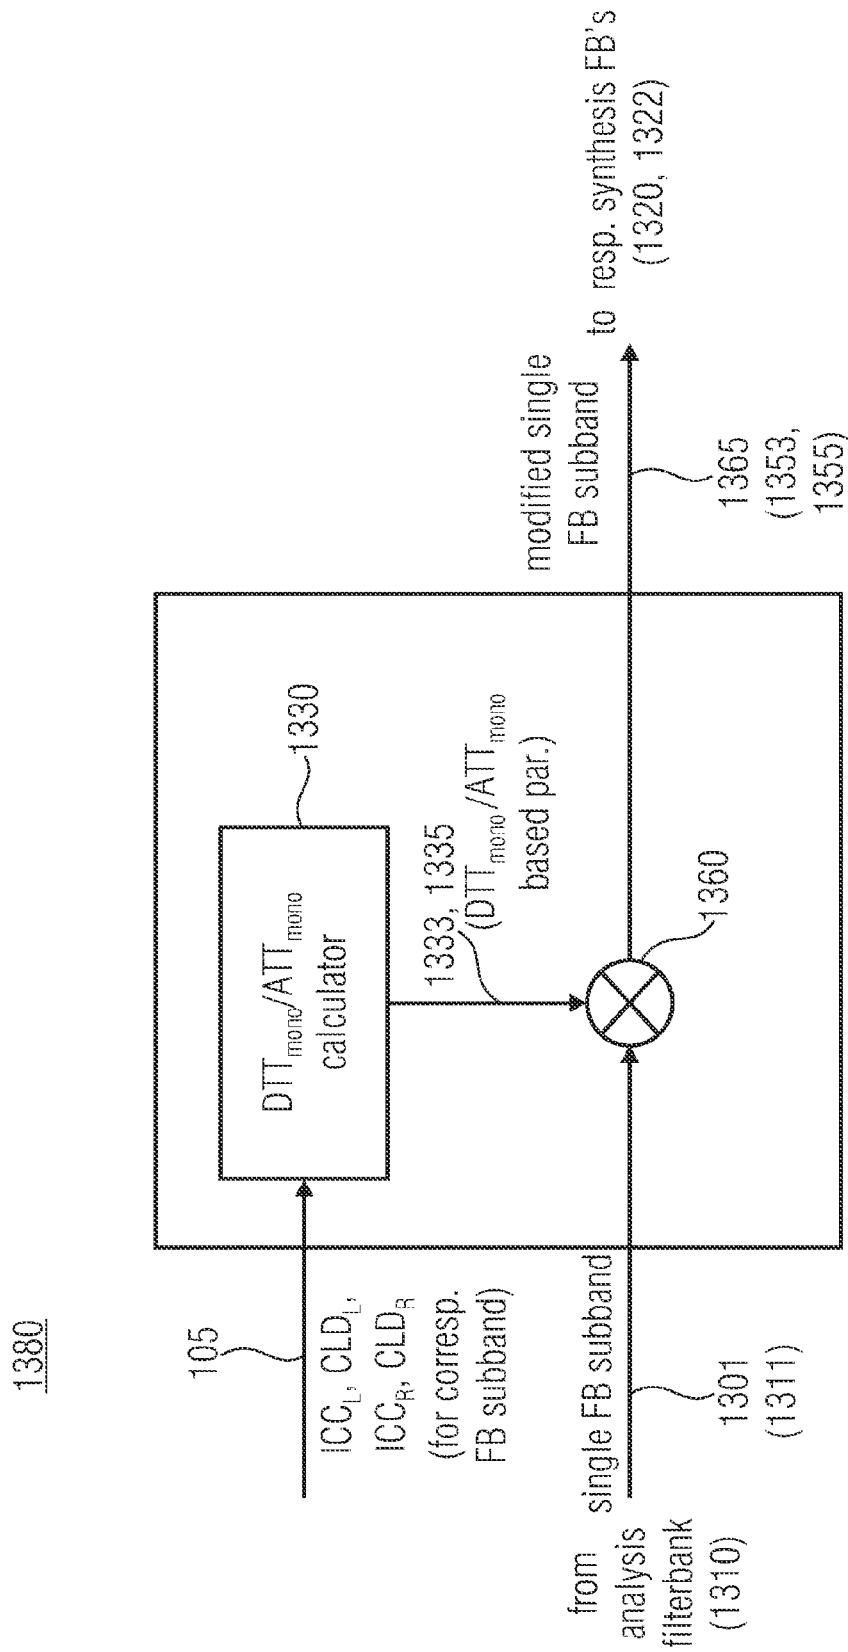 1380
105
ICC_L, CLD_L,
ICC_R, CLD_R
(for corresp.
FB subband)
DTT_mono/ATT_mono
calculator
1330
1333, 1335
(DTT_mono/ATT_mono
based par.)
from
analysis
filterbank
(1310)
single FB subband
1301
(1311)
1360
modified single
FB subband
1365
(1353,
1355)
to resp. synthesis FB's
(1320, 1322)